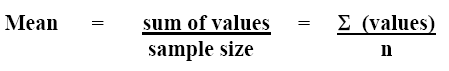 Mean = sum of values = Σ (values)
sample size n